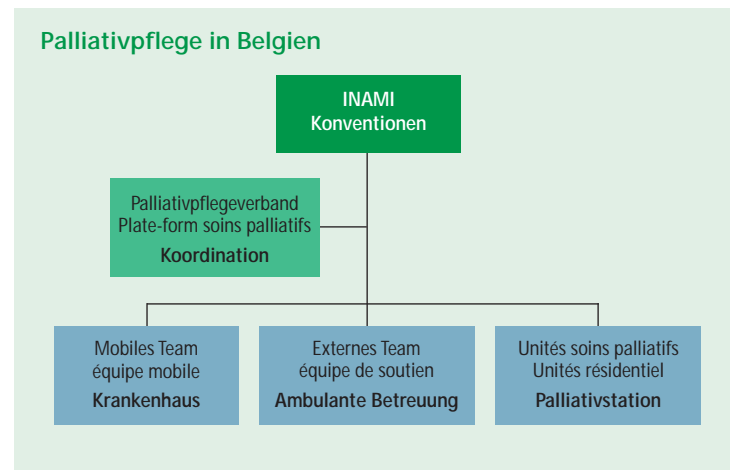 Palliativpflege in Belgien
INAMI
Konventionen
Palliativpflegeverband
Plate-form soins palliatifs
Koordination
Mobiles Team
équipe mobile
Krankenhaus
Externes Team
équipe de soutien
Ambulante Betreuung
Unités soins palliatifs
Unités résidentiel
Palliativstation